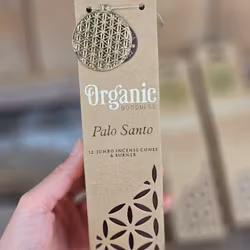 Organic
GOODNESS
Palo Santo
12 JUMBO INCENSE CONES
& BURNER